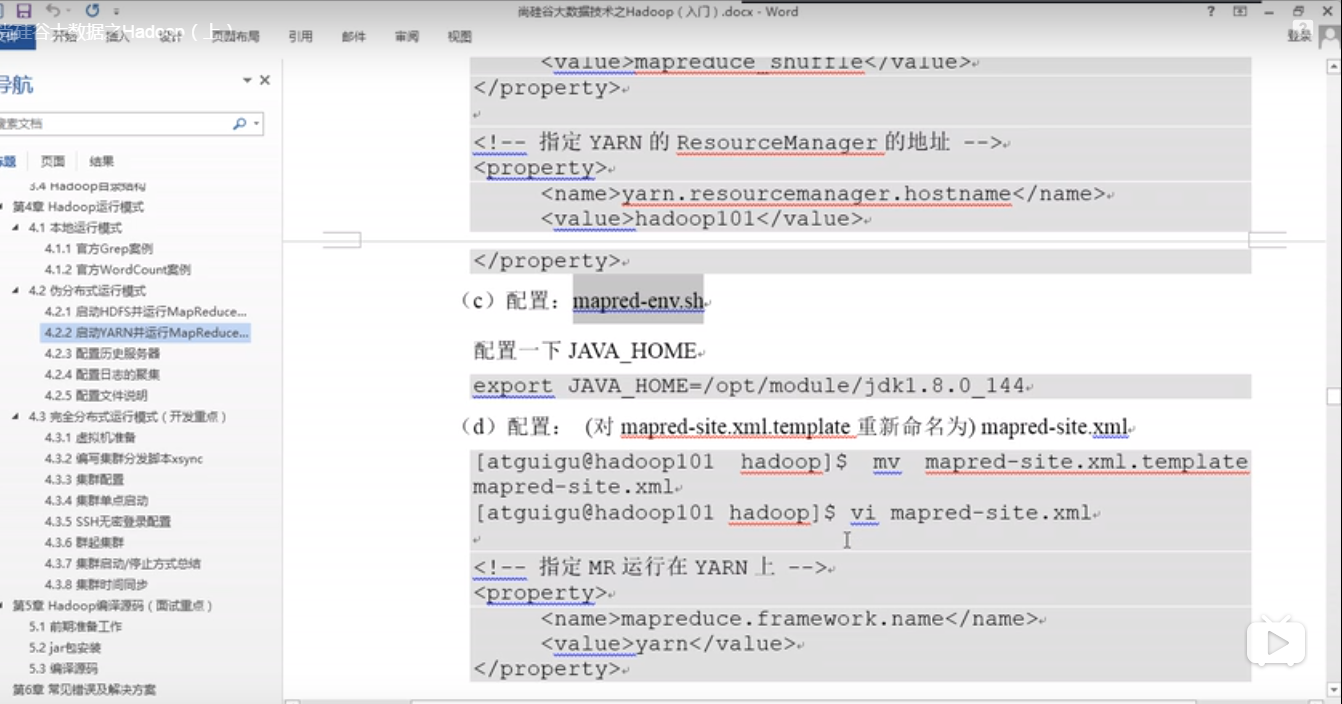 尚硅谷大数据技术之Hadoop（入门）.docx - Word
尚硅谷大数据之Hadoop（上）
开始 插入 设计 页面布局 引用 邮件 审阅 视图 登录
导航
搜索文档
标题 页面 结果
3.4 Hadoop目录结构
第4章 Hadoop运行模式
4.1 本地运行模式
4.1.1 官方Grep案例
4.1.2 官方WordCount案例
4.2 伪分布式运行模式
4.2.1 启动HDFS并运行MapReduce...
4.2.2 启动YARN并运行MapReduce...
4.2.3 配置历史服务器
4.2.4 配置日志的聚集
4.2.5 配置文件说明
4.3 完全分布式运行模式（开发重点）
4.3.1 虚拟机准备
4.3.2 编写集群分发脚本xsync
4.3.3 集群配置
4.3.4 集群单点启动
4.3.5 SSH无密登录配置
4.3.6 群起集群
4.3.7 集群启动/停止方式总结
4.3.8 集群时间同步
第5章 Hadoop编译源码（面试重点）
5.1 前期准备工作
5.2 jar包安装
5.3 编译源码
第6章 常见错误及解决方案
<value>mapreduce_shuffle</value>
</property>
<!-- 指定 YARN 的 ResourceManager 的地址 -->
<property>
<name>yarn.resourcemanager.hostname</name>
<value>hadoop101</value>
</property>
（c）配置：mapred-env.sh
配置一下 JAVA_HOME
export JAVA_HOME=/opt/module/jdk1.8.0_144
（d）配置： (对 mapred-site.xml.template 重新命名为) mapred-site.xml
[atguigu@hadoop101 hadoop]$ mv mapred-site.xml.template
mapred-site.xml
[atguigu@hadoop101 hadoop]$ vi mapred-site.xml
<!-- 指定 MR 运行在 YARN 上 -->
<property>
<name>mapreduce.framework.name</name>
<value>yarn</value>
</property>